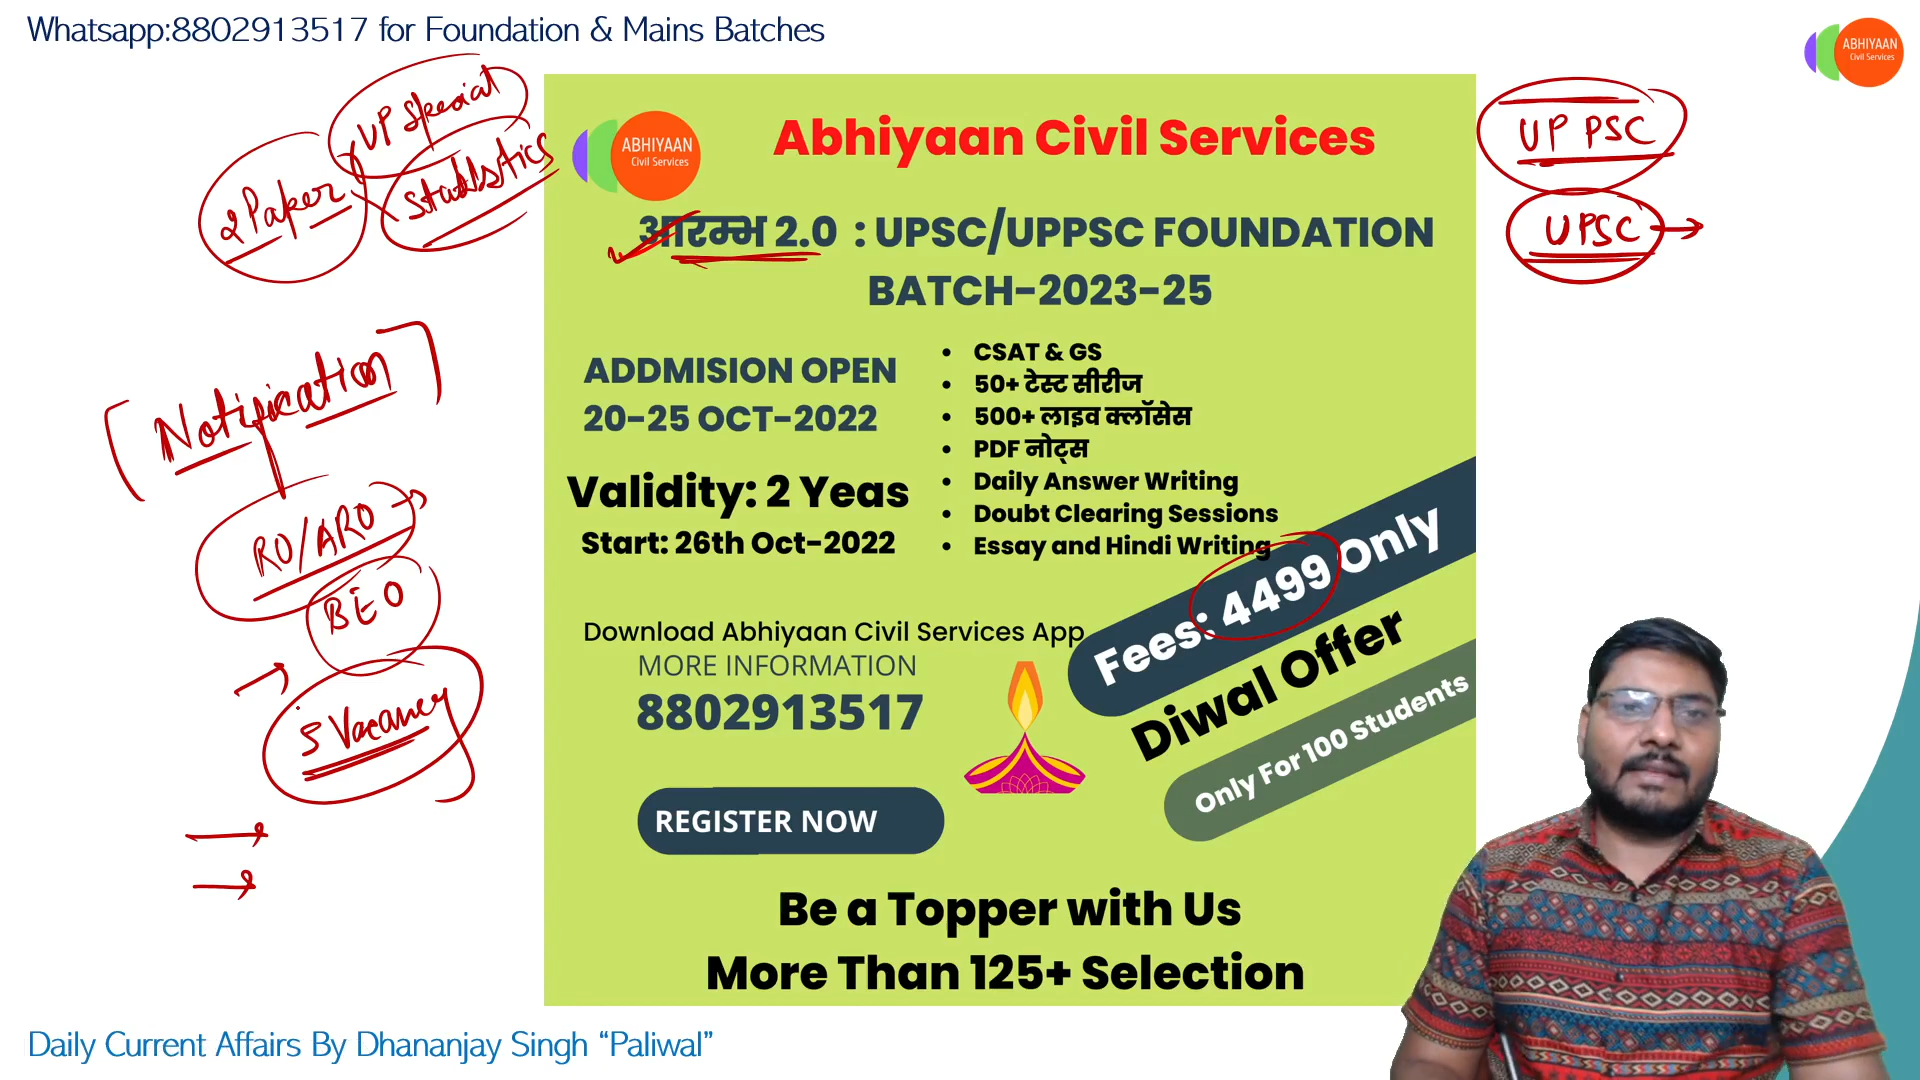 Whatsapp:8802913517 for Foundation & Mains Batches
ABHIYAAN
Civil Services
UP Special
2 Paper
Statistics
[Notification]
RO/ARO
BEO
5 Vacancy
ABHIYAAN
Civil Services
Abhiyaan Civil Services
आरम्भ 2.0 : UPSC/UPPSC FOUNDATION
BATCH-2023-25
ADDMISION OPEN
20-25 OCT-2022
Validity: 2 Yeas
Start: 26th Oct-2022
• CSAT & GS
• 50+ टेस्ट सीरीज
• 500+ लाइव क्लॉसेस
• PDF नोट्स
• Daily Answer Writing
• Doubt Clearing Sessions
• Essay and Hindi Writing
Fees: 4499 Only
Diwal Offer
Only For 100 Students
Download Abhiyaan Civil Services App
MORE INFORMATION
8802913517
REGISTER NOW
Be a Topper with Us
More Than 125+ Selection
UPPSC
UPSC
Daily Current Affairs By Dhananjay Singh “Paliwal”